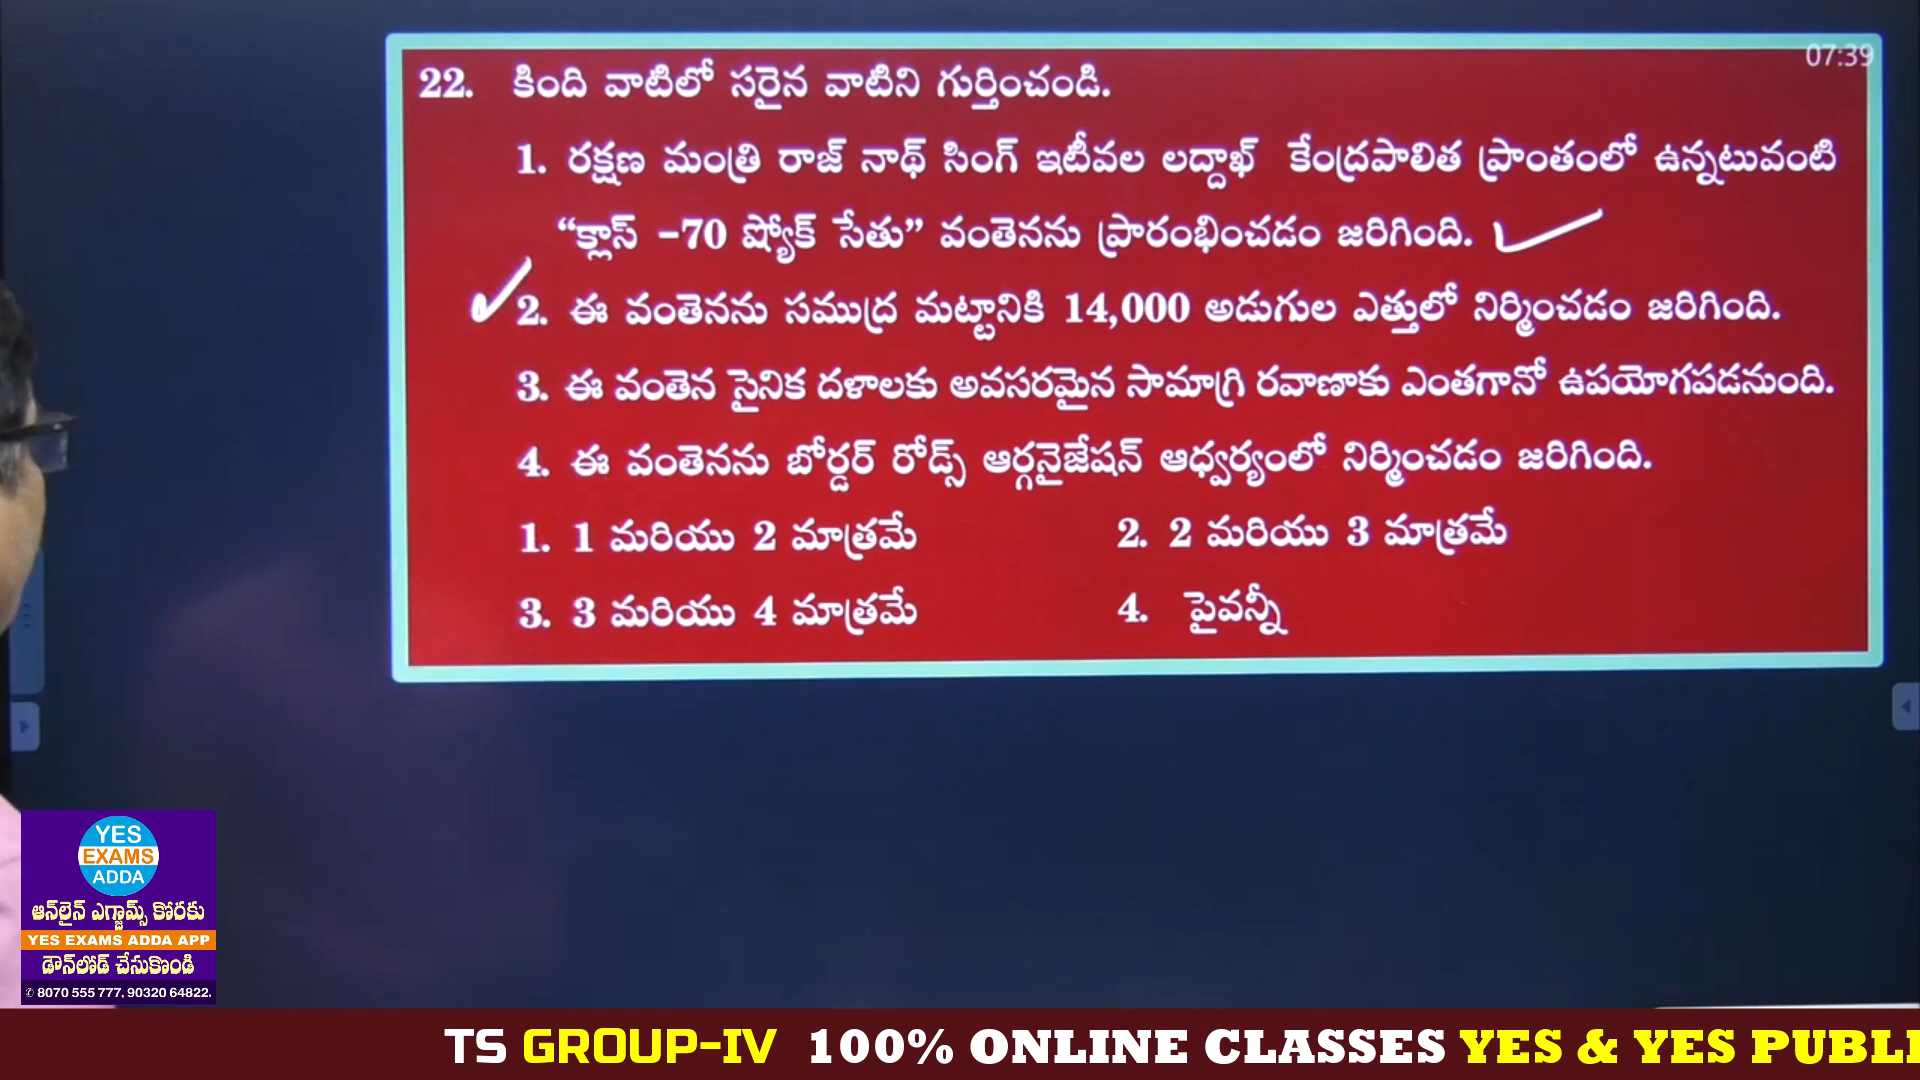 07:39
22. కింది వాటిలో సరైన వాటిని గుర్తించండి.
1. రక్షణ మంత్రి రాజ్ నాథ్ సింగ్ ఇటీవల లద్దాఖ్ కేంద్రపాలిత ప్రాంతంలో ఉన్నటువంటి
“క్లాస్ -70 ష్యోక్ సేతు” వంతెనను ప్రారంభించడం జరిగింది.
2. ఈ వంతెనను సముద్ర మట్టానికి 14,000 అడుగుల ఎత్తులో నిర్మించడం జరిగింది.
3. ఈ వంతెన సైనిక దళాలకు అవసరమైన సామాగ్రి రవాణాకు ఎంతగానో ఉపయోగపడనుంది.
4. ఈ వంతెనను బోర్డర్ రోడ్స్ ఆర్గనైజేషన్ ఆధ్వర్యంలో నిర్మించడం జరిగింది.
1. 1 మరియు 2 మాత్రమే 2. 2 మరియు 3 మాత్రమే
3. 3 మరియు 4 మాత్రమే 4. పైవన్నీ
YES
EXAMS
ADDA
ఆన్‌లైన్ ఎగ్జామ్స్ కొరకు
YES EXAMS ADDA APP
డౌన్‌లోడ్ చేసుకొండి
✆ 8070 555 777, 90320 64822.
TS GROUP-IV 100% ONLINE CLASSES YES & YES PUBLI